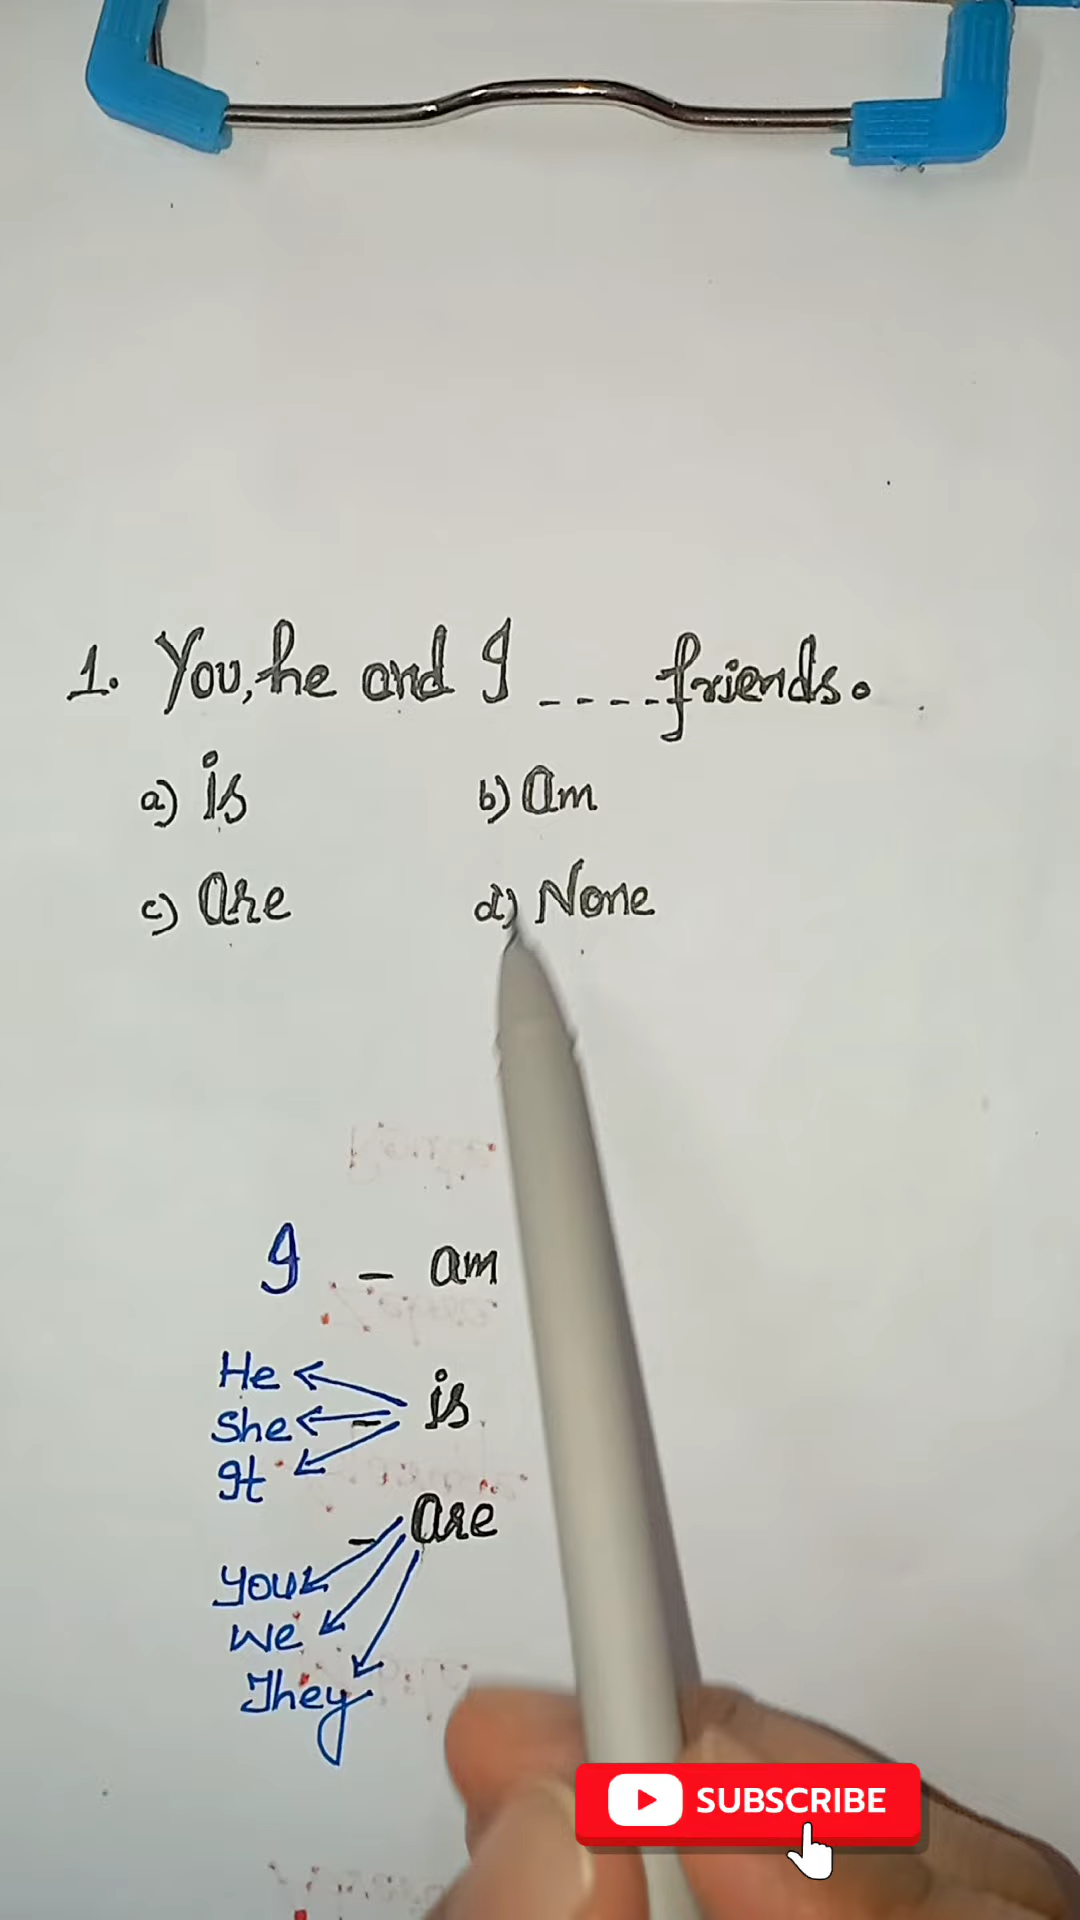 1. You, he and I ---- friends.
a) is b) am
c) are d) None
I - am
He
She - is
It
- are
You
We
They
SUBSCRIBE